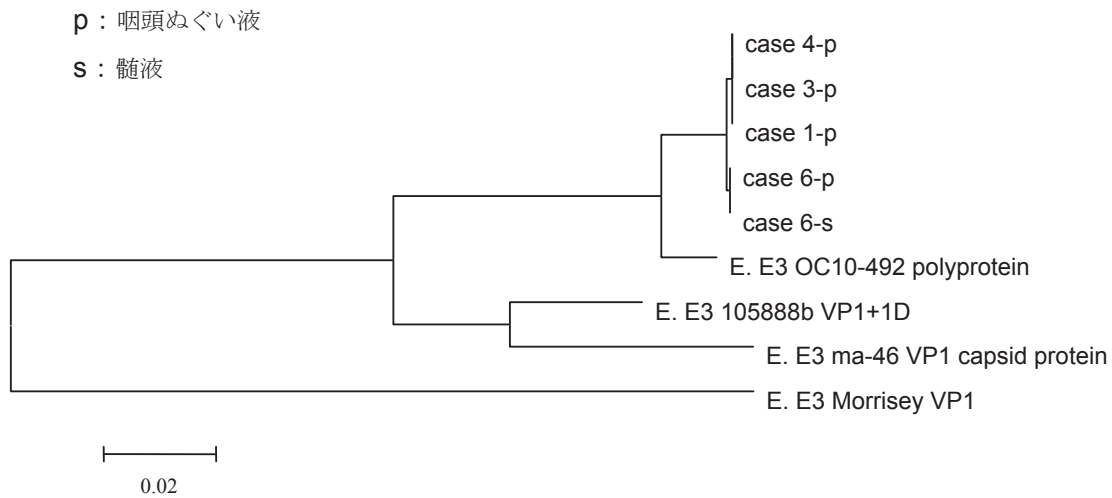 p：咽頭ぬぐい液
s：髄液
case 4-p
case 3-p
case 1-p
case 6-p
case 6-s
E. E3 OC10-492 polyprotein
E. E3 105888b VP1+1D
E. E3 ma-46 VP1 capsid protein
E. E3 Morrisey VP1
0.02